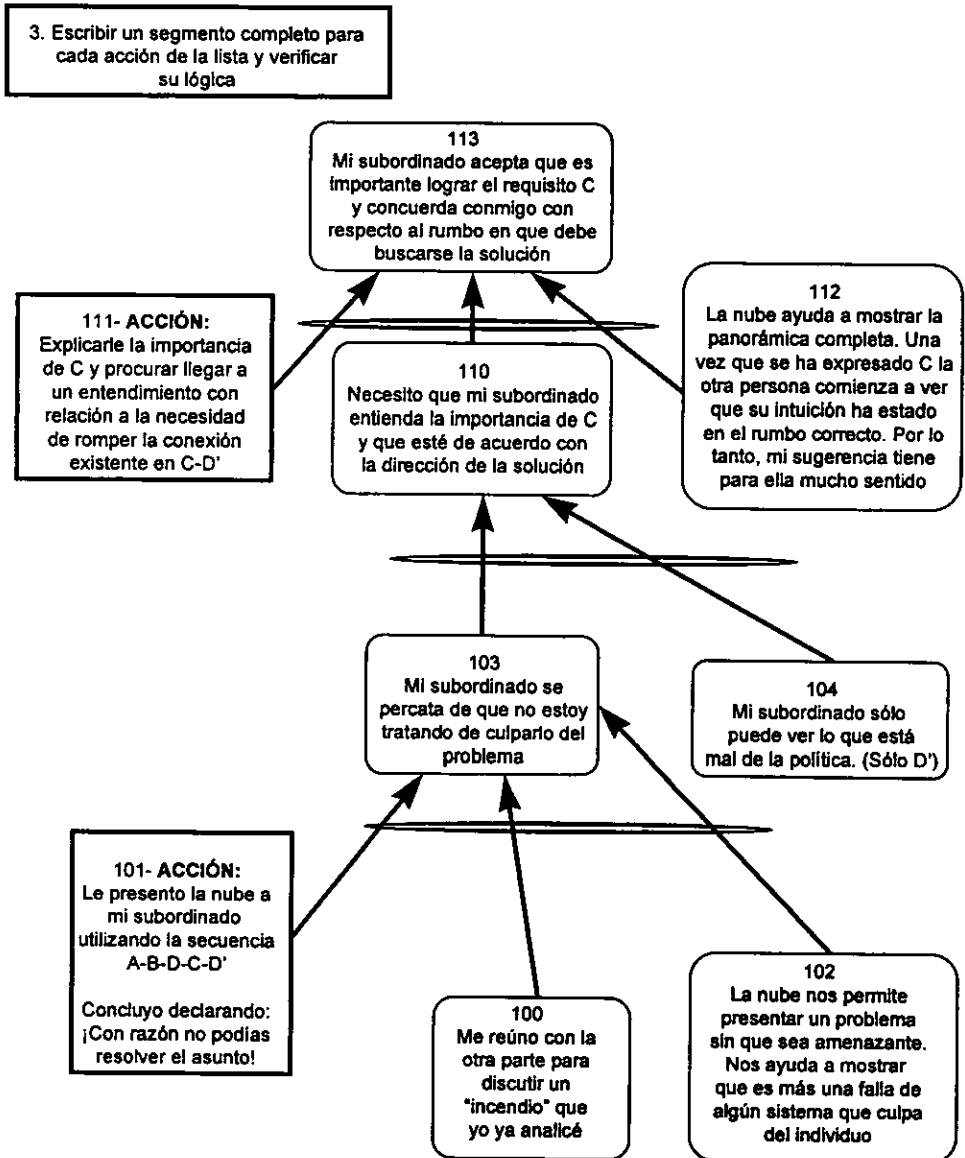 3. Escribir un segmento completo para
cada acción de la lista y verificar
su lógica
113
Mi subordinado acepta que es
importante lograr el requisito C
y concuerda conmigo con
respecto al rumbo en que debe
buscarse la solución
111- ACCIÓN:
Explicarle la importancia
de C y procurar llegar a
un entendimiento con
relación a la necesidad
de romper la conexión
existente en C-D'
110
Necesito que mi subordinado
entienda la importancia de C
y que esté de acuerdo con
la dirección de la solución
112
La nube ayuda a mostrar la
panorámica completa. Una
vez que se ha expresado C la
otra persona comienza a ver
que su intuición ha estado
en el rumbo correcto. Por lo
tanto, mi sugerencia tiene
para ella mucho sentido
103
Mi subordinado se
percata de que no estoy
tratando de culparlo del
problema
104
Mi subordinado sólo
puede ver lo que está
mal de la política. (Sólo D')
101- ACCIÓN:
Le presento la nube a
mi subordinado
utilizando la secuencia
A-B-D-C-D'
Concluyo declarando:
¡Con razón no podías
resolver el asunto!
100
Me reúno con la
otra parte para
discutir un
"incendio" que
yo ya analicé
102
La nube nos permite
presentar un problema
sin que sea amenazante.
Nos ayuda a mostrar
que es más una falla de
algún sistema que culpa
del individuo